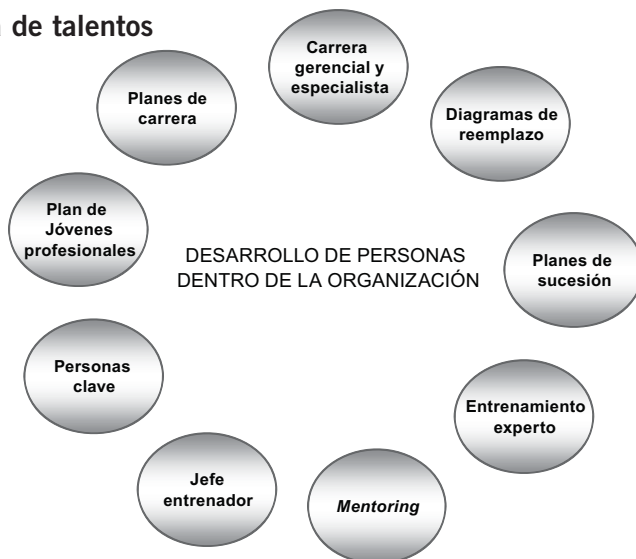 de talentos
Carrera
gerencial y
especialista
Planes de
carrera
Diagramas de
reemplazo
Plan de
Jóvenes
profesionales
DESARROLLO DE PERSONAS
DENTRO DE LA ORGANIZACIÓN
Planes de
sucesión
Personas
clave
Entrenamiento
experto
Jefe
entrenador
Mentoring